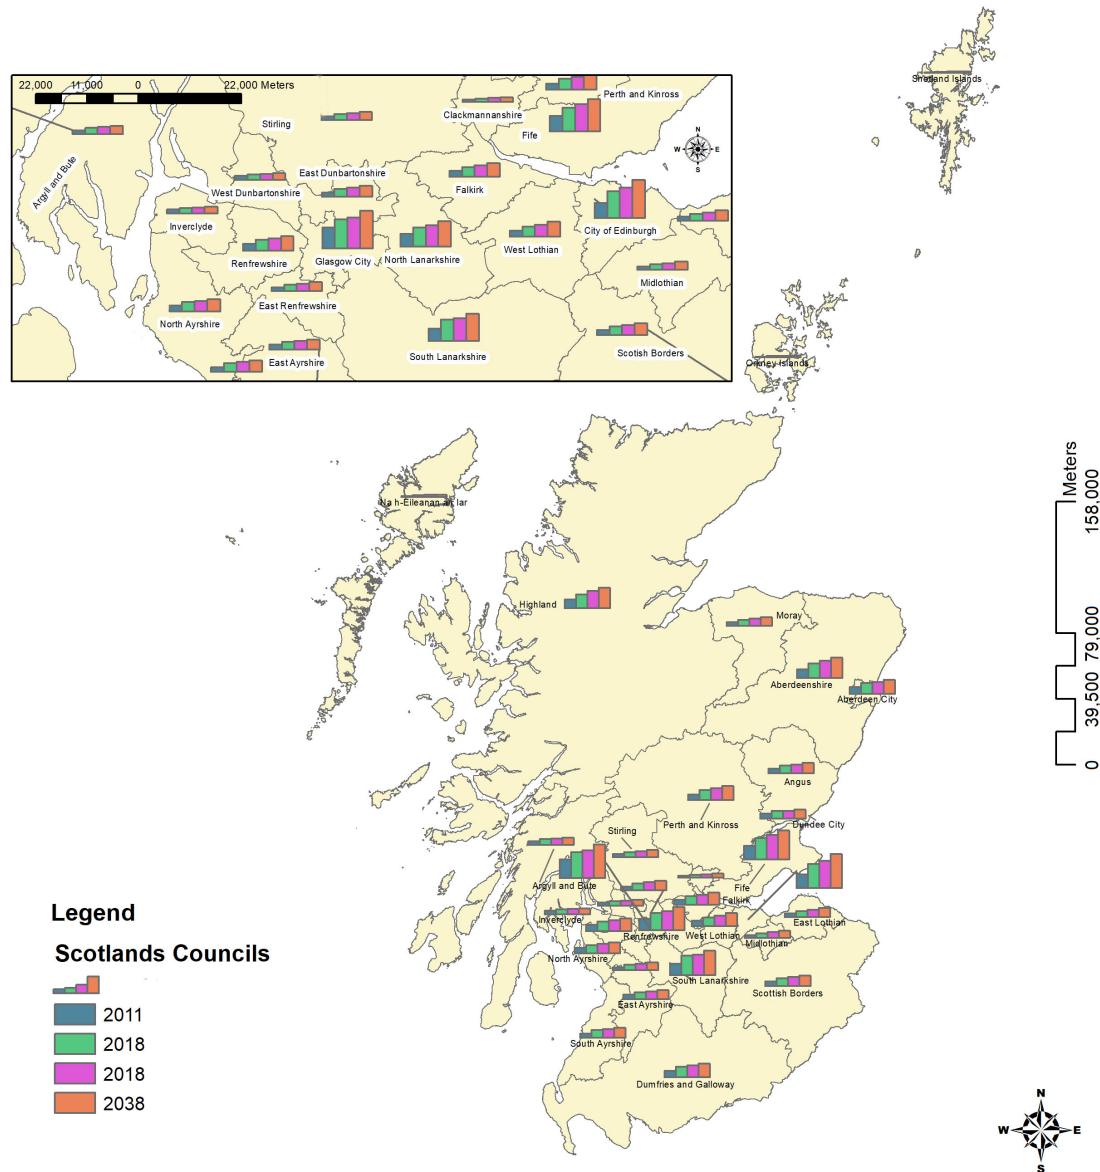 Shetland Islands
22,000 11,000 0 22,000 Meters
Perth and Kinross
Clackmannanshire
Stirling
Fife
N
W E
S
East Dunbartonshire
West Dunbartonshire
Falkirk
Argyll and Bute
Inverclyde
City of Edinburgh
Renfrewshire
Glasgow City
North Lanarkshire
West Lothian
Midlothian
East Renfrewshire
North Ayrshire
South Lanarkshire
Scotish Borders
East Ayrshire
Orkney Islands
Na h-Eileanan an Iar
Meters
158,000
79,000
39,500
0
Highland
Moray
Aberdeenshire
Aberdeen City
Angus
Perth and Kinross
Dundee City
Stirling
Argyll and Bute
Fife
Falkirk
Inverclyde
East Lothian
Renfrewshire
West Lothian
Midlothian
North Ayrshire
South Lanarkshire
Scottish Borders
East Ayrshire
South Ayrshire
Dumfries and Galloway
Legend
Scotlands Councils
2011
2018
2018
2038
N
W E
S